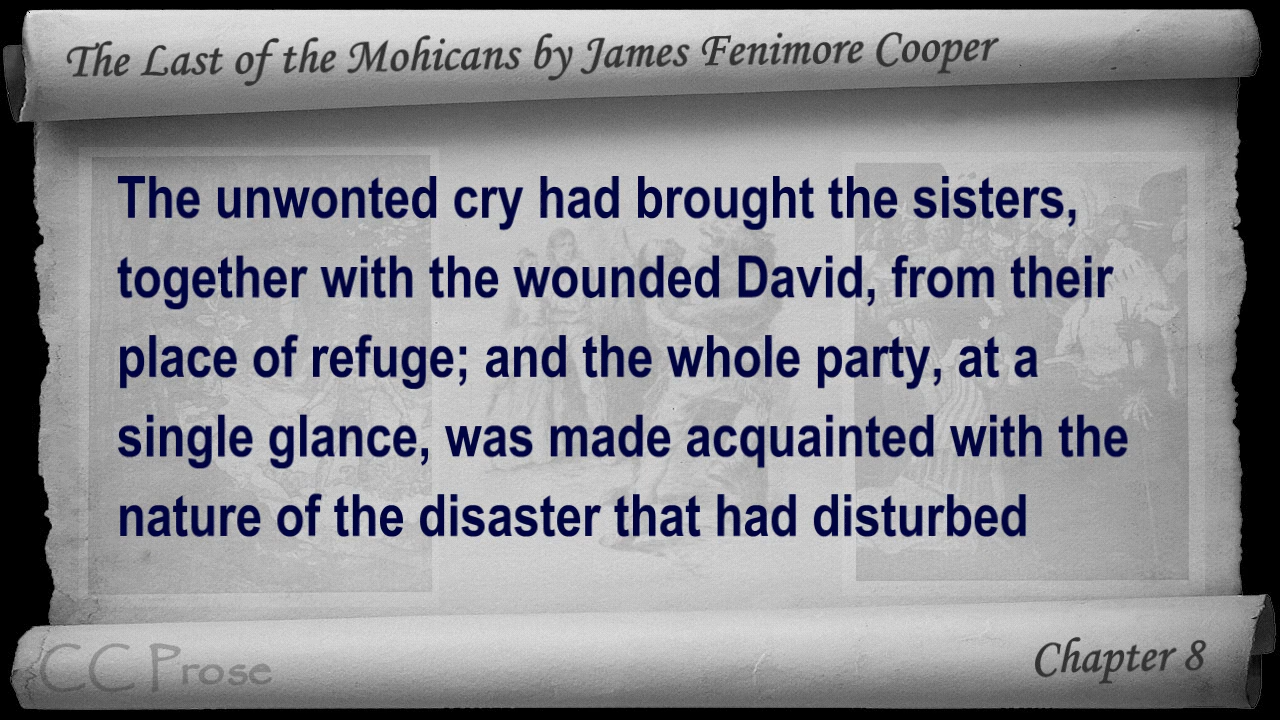 The Last of the Mohicans by James Fenimore Cooper
The unwonted cry had brought the sisters,
together with the wounded David, from their
place of refuge; and the whole party, at a
single glance, was made acquainted with the
nature of the disaster that had disturbed
CC Prose
Chapter 8